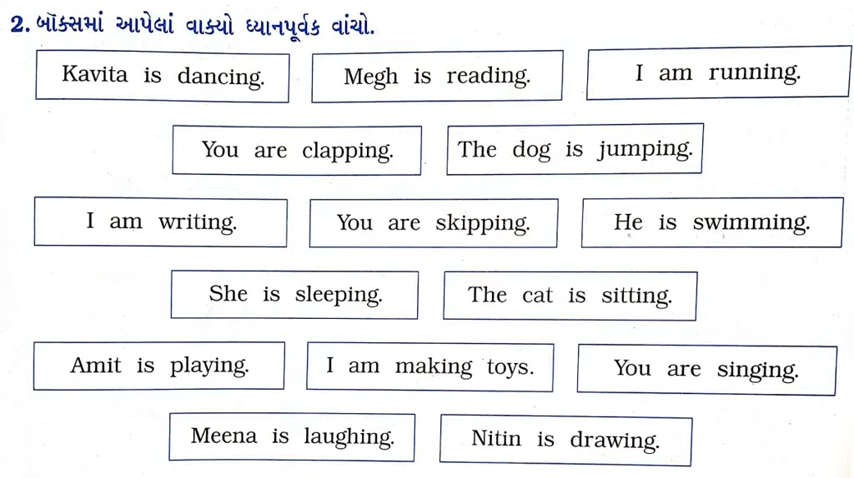 2. બૉક્સમાં આપેલાં વાક્યો ધ્યાનપૂર્વક વાંચો.
Kavita is dancing. Megh is reading. I am running.
You are clapping. The dog is jumping.
I am writing. You are skipping. He is swimming.
She is sleeping. The cat is sitting.
Amit is playing. I am making toys. You are singing.
Meena is laughing. Nitin is drawing.